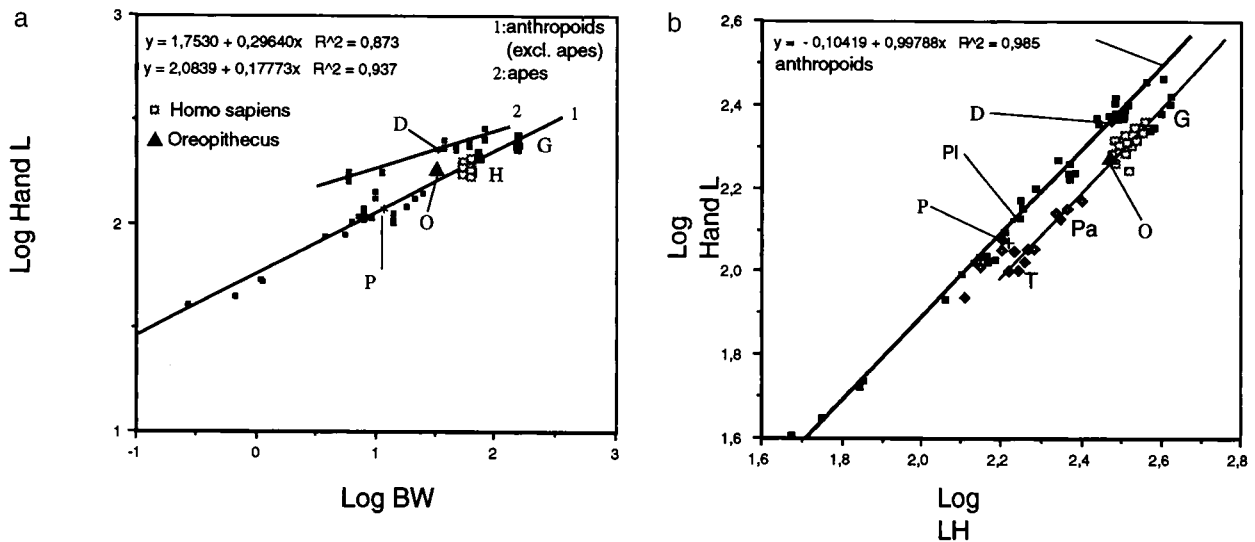 a
3
y = 1,7530 + 0,29640x R^2 = 0,873
y = 2,0839 + 0,17773x R^2 = 0,937
1:anthropoids
(excl. apes)
2: apes
Homo sapiens
Oreopithecus
D
2
1
G
H
O
P
2
1
Log Hand L
-1
0
1
2
3
Log BW
b
2,6
y = - 0,10419 + 0,99788x R^2 = 0,985
anthropoids
2,4
D
G
Pl
2,2
P
Pa
O
2,0
T
1,8
1,6
Log
Hand L
1,6
1,8
2,0
2,2
2,4
2,6
2,8
Log
LH